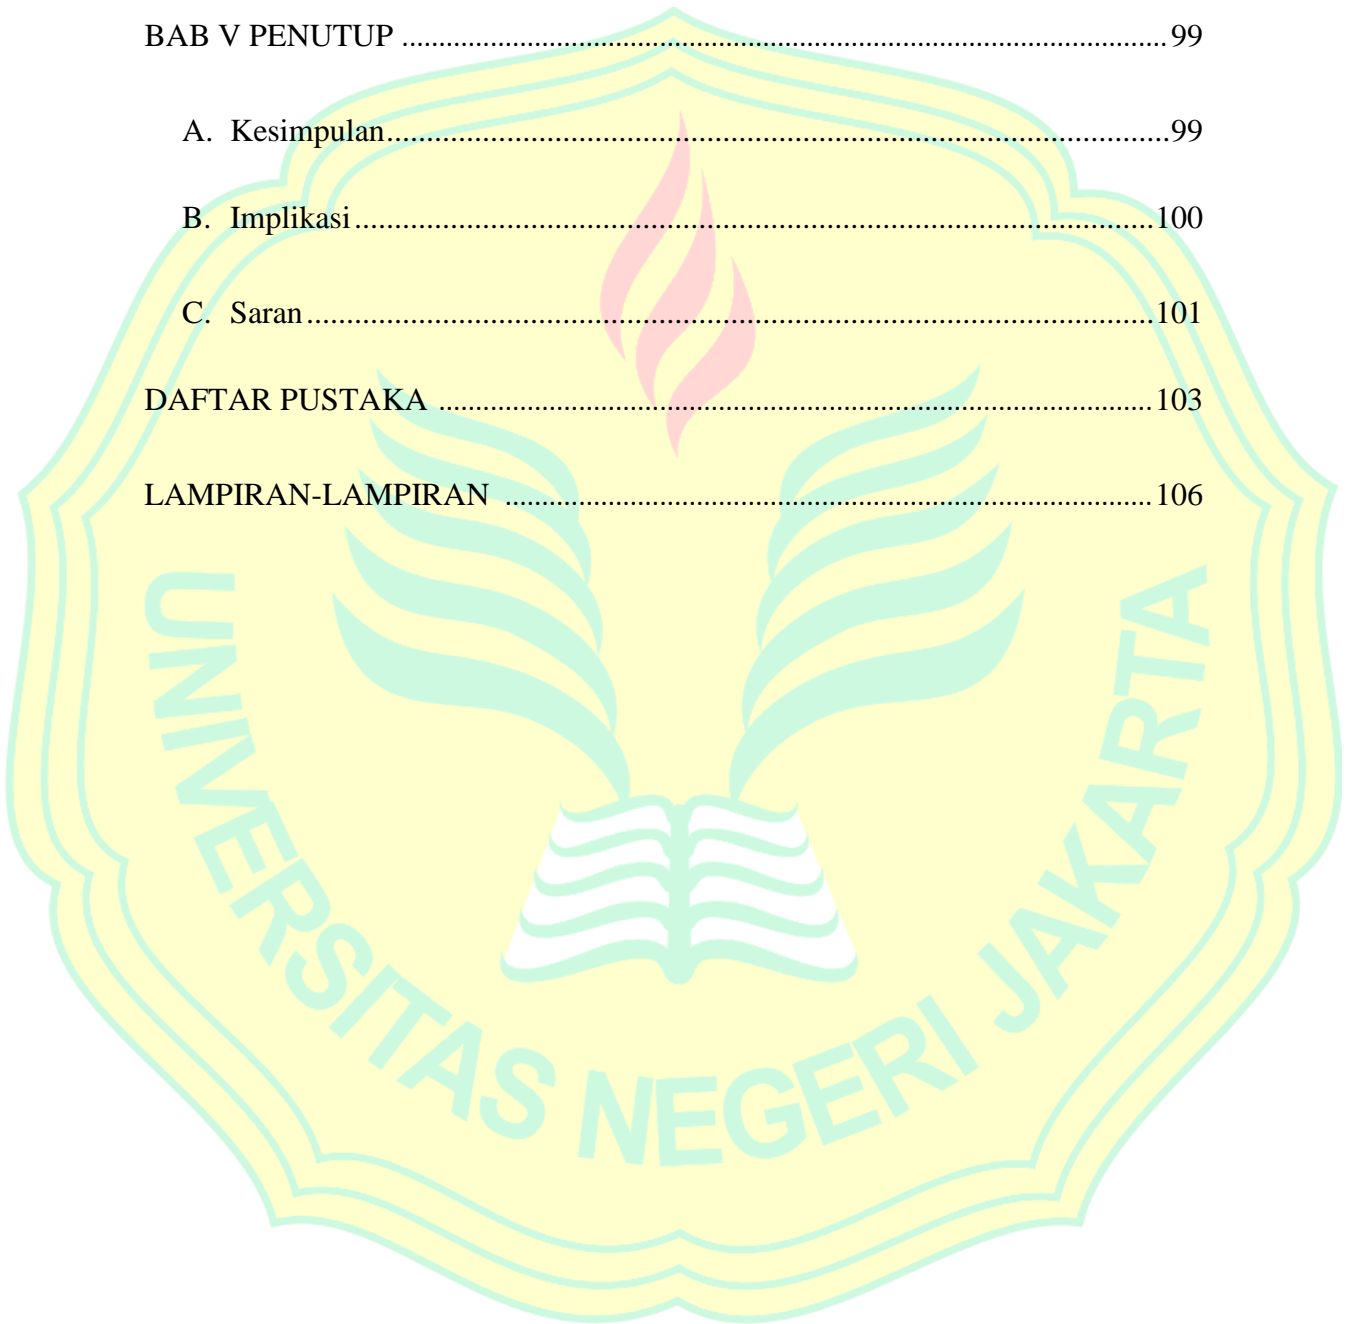 BAB V PENUTUP ........................................................................................................ 99
A. Kesimpulan.........................................................................................................99
B. Implikasi...........................................................................................................100
C. Saran.................................................................................................................101
DAFTAR PUSTAKA ................................................................................................. 103
LAMPIRAN-LAMPIRAN ........................................................................................ 106
UNIVERSITAS NEGERI JAKARTA